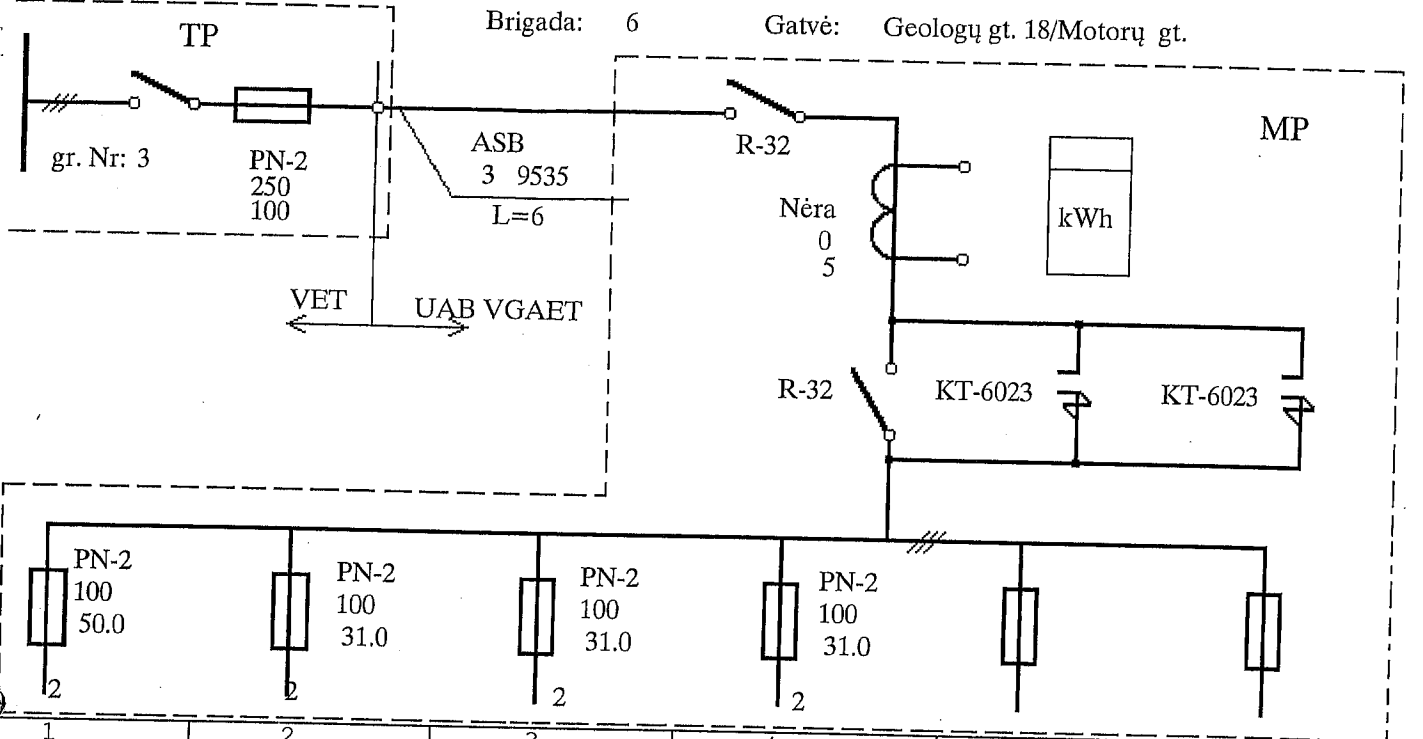 Brigada: 6 Gatvė: Geologų gt. 18/Motorų gt.
TP
MP
gr. Nr: 3
PN-2
250
100
ASB
3 9535
L=6
R-32
Nėra
0
5
kWh
VET
UAB VGAET
R-32
KT-6023
KT-6023
PN-2
100
50.0
2
PN-2
100
31.0
2
PN-2
100
31.0
2
PN-2
100
31.0
2
1
2